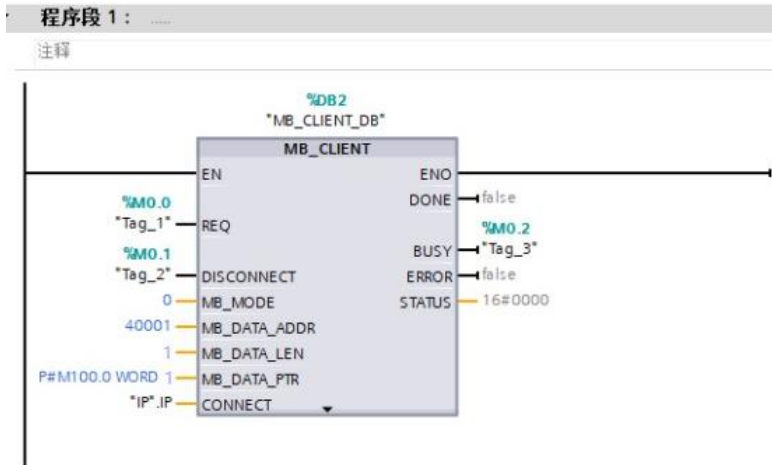 程序段 1： .....
注释
%DB2
"MB_CLIENT_DB"
MB_CLIENT
EN ENO
DONE false
%M0.0
"Tag_1" REQ
%M0.2
BUSY "Tag_3"
%M0.1
"Tag_2" DISCONNECT
ERROR false
0 MB_MODE
STATUS 16#0000
40001 MB_DATA_ADDR
1 MB_DATA_LEN
P#M100.0 WORD 1 MB_DATA_PTR
"IP".IP CONNECT